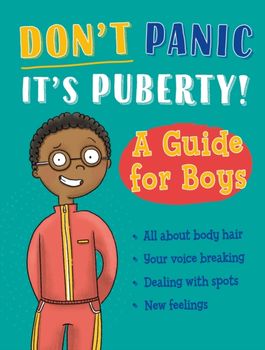 DON'T PANIC
IT'S PUBERTY!
A Guide
for Boys
• All about body hair
• Your voice breaking
• Dealing with spots
• New feelings